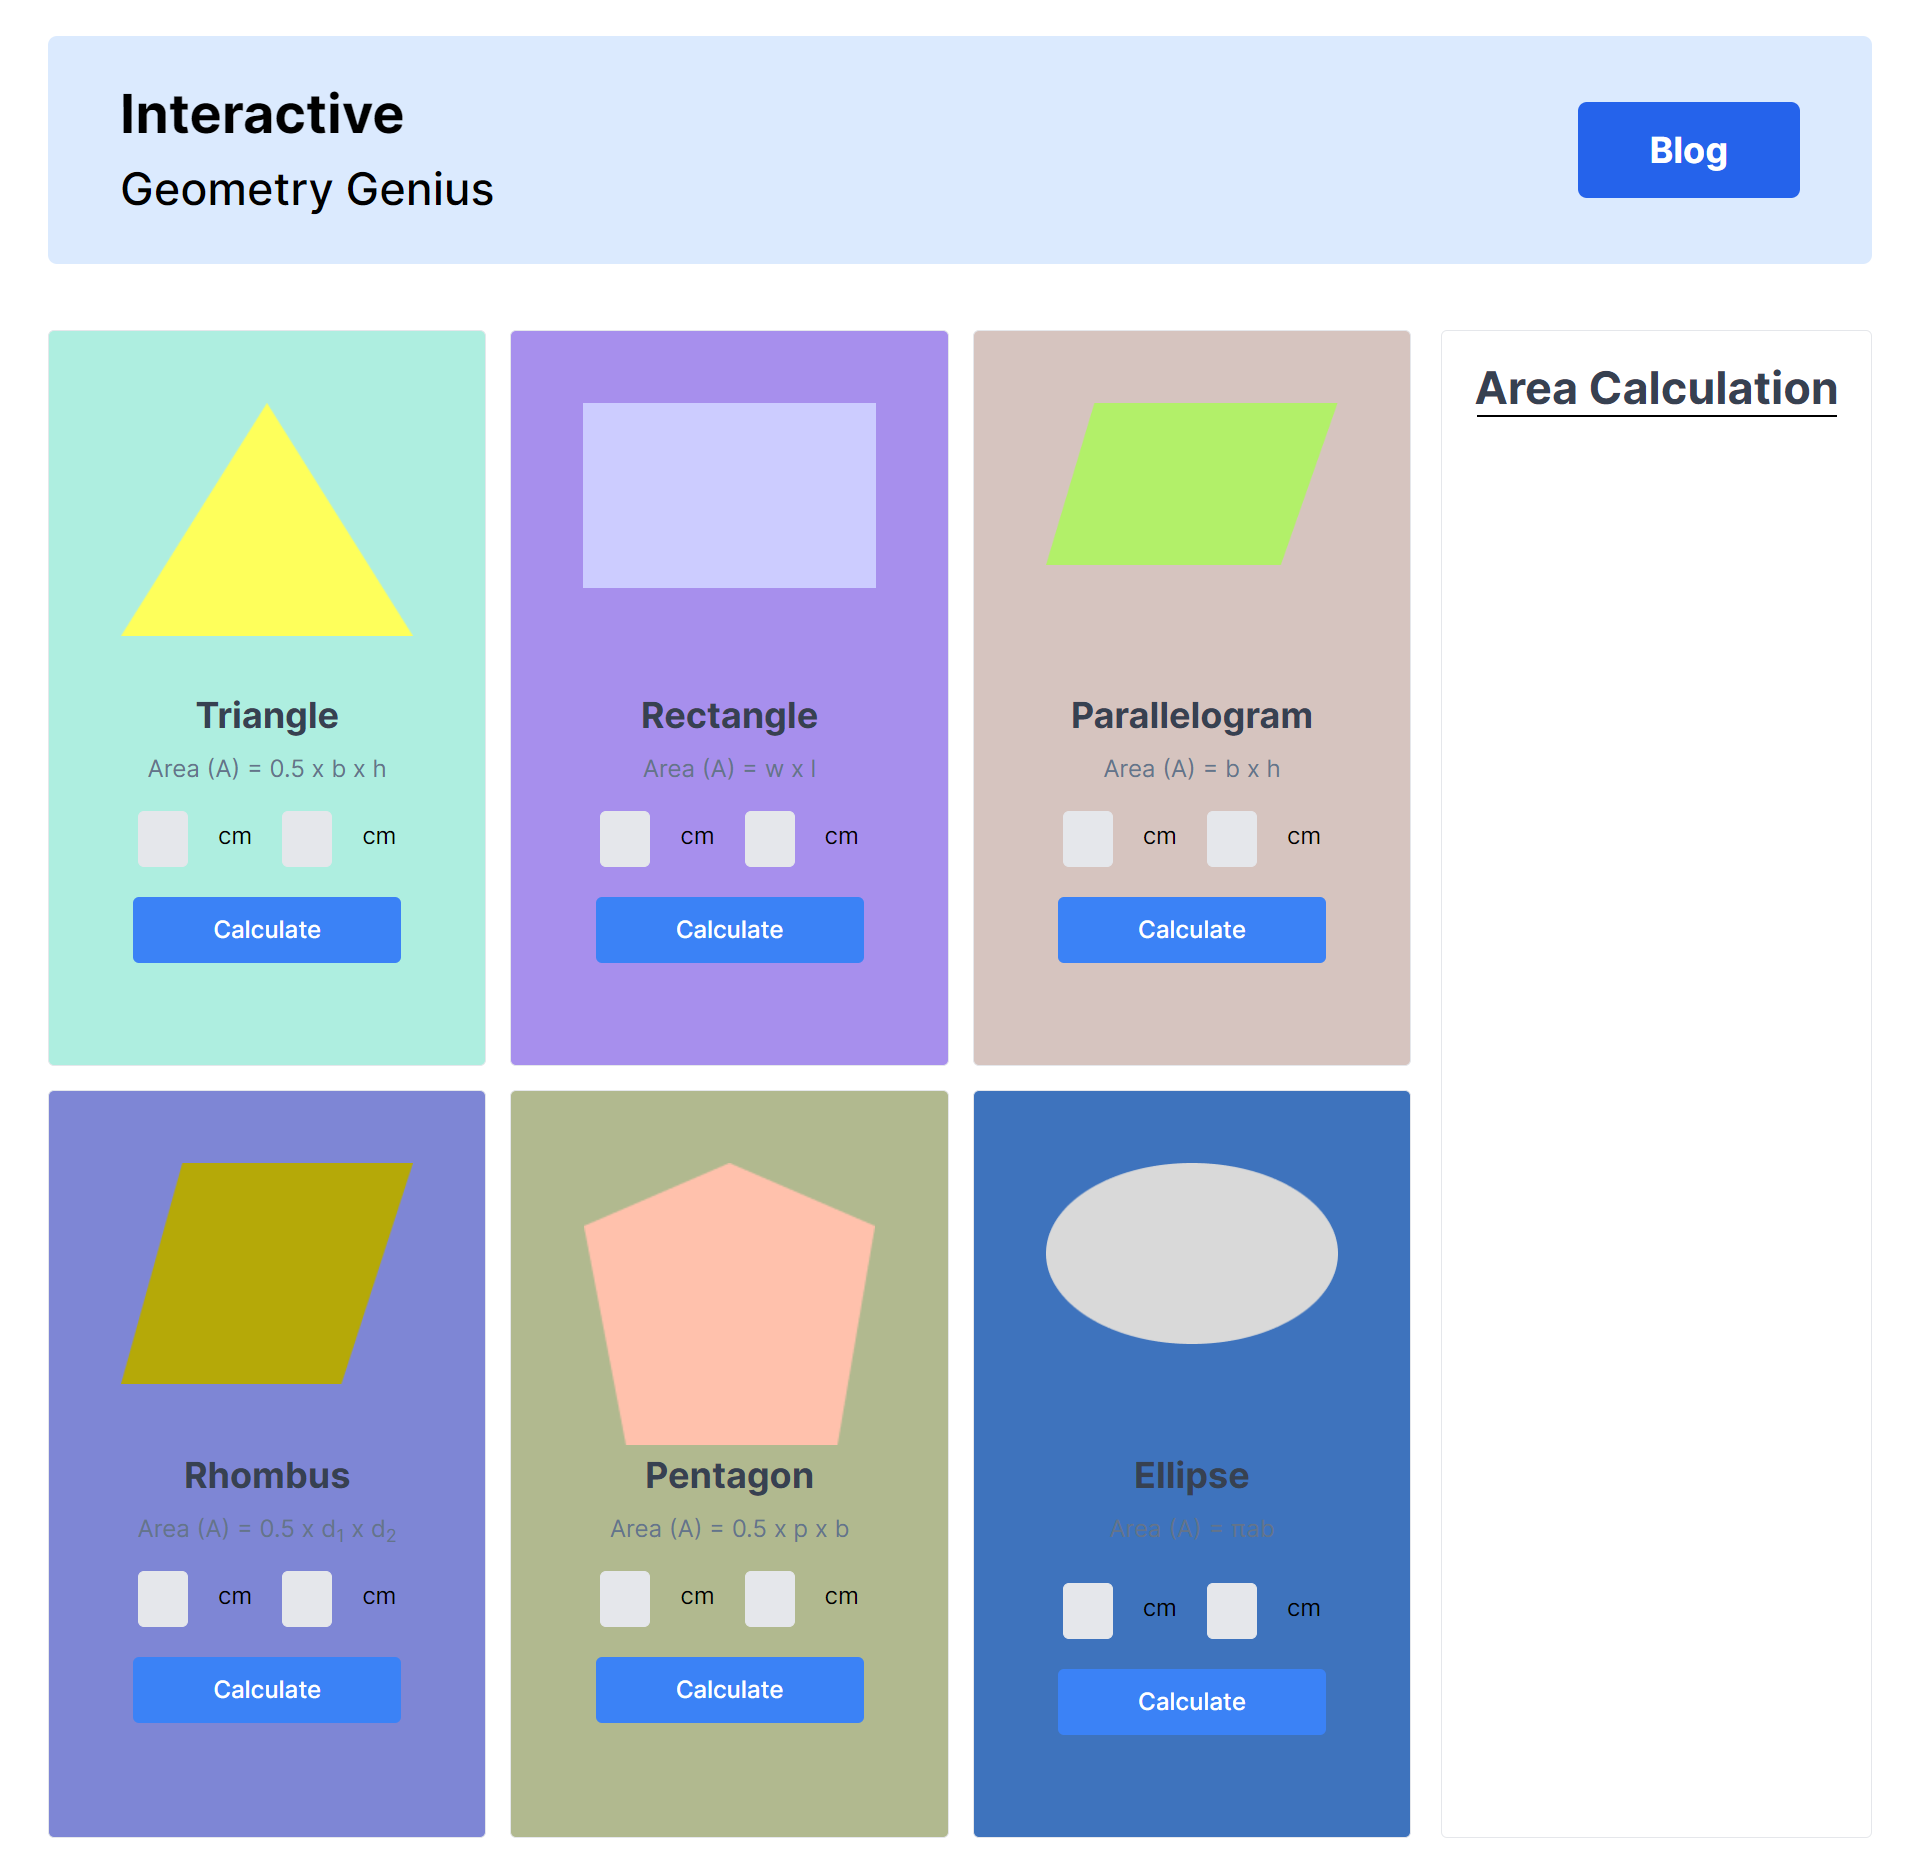 Interactive
Geometry Genius
Blog
Triangle
Area (A) = 0.5 x b x h
cm cm
Calculate
Rectangle
Area (A) = w x l
cm cm
Calculate
Parallelogram
Area (A) = b x h
cm cm
Calculate
Area Calculation
Rhombus
Area (A) = 0.5 x d₁ x d₂
cm cm
Calculate
Pentagon
Area (A) = 0.5 x p x b
cm cm
Calculate
Ellipse
Area (A) = πab
cm cm
Calculate